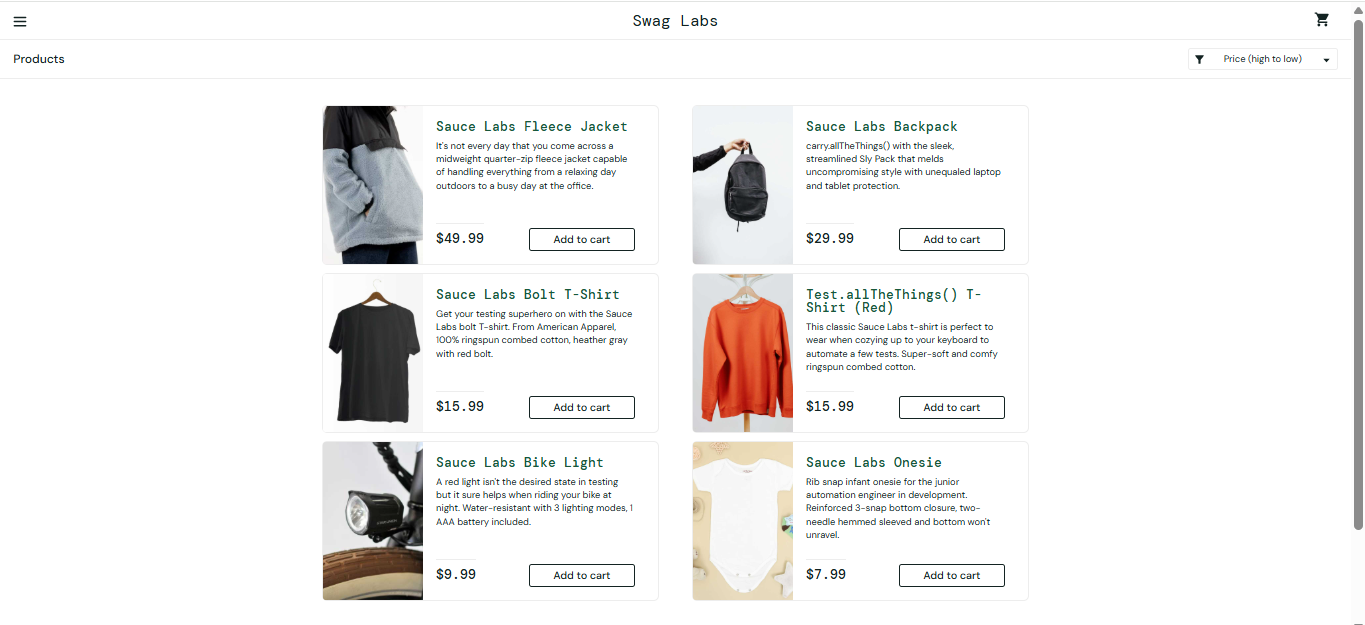 Swag Labs
Products
Price (high to low)
Sauce Labs Fleece Jacket
It's not every day that you come across a
midweight quarter-zip fleece jacket capable
of handling everything from a relaxing day
outdoors to a busy day at the office.
$49.99
Add to cart
Sauce Labs Backpack
carry.allTheThings() with the sleek,
streamlined Sly Pack that melds
uncompromising style with unequaled laptop
and tablet protection.
$29.99
Add to cart
Sauce Labs Bolt T-Shirt
Get your testing superhero on with the Sauce
Labs bolt T-shirt. From American Apparel,
100% ringspun combed cotton, heather gray
with red bolt.
$15.99
Add to cart
Test.allTheThings() T-
Shirt (Red)
This classic Sauce Labs t-shirt is perfect to
wear when cozying up to your keyboard to
automate a few tests. Super-soft and comfy
ringspun combed cotton.
$15.99
Add to cart
Sauce Labs Bike Light
A red light isn't the desired state in testing
but it sure helps when riding your bike at
night. Water-resistant with 3 lighting modes, 1
AAA battery included.
$9.99
Add to cart
Sauce Labs Onesie
Rib snap infant onesie for the junior
automation engineer in development.
Reinforced 3-snap bottom closure, two-
needle hemmed sleeved and bottom won't
unravel.
$7.99
Add to cart